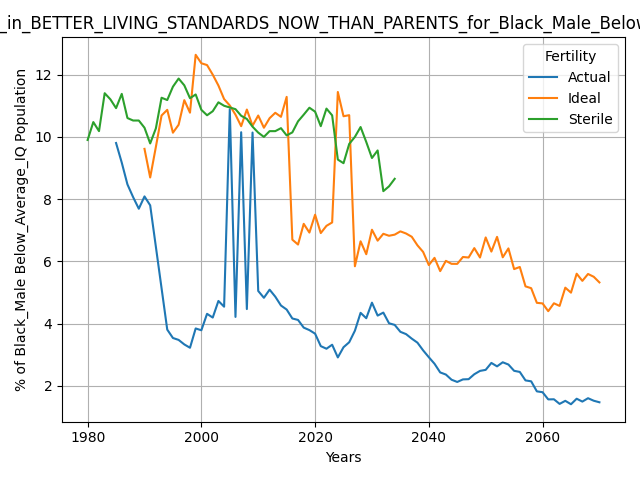 _in_BETTER_LIVING_STANDARDS_NOW_THAN_PARENTS_for_Black_Male_Below
Fertility
Actual
Ideal
Sterile
% of Black_Male Below_Average_IQ Population
12
10
8
6
4
2
1980 2000 2020 2040 2060
Years